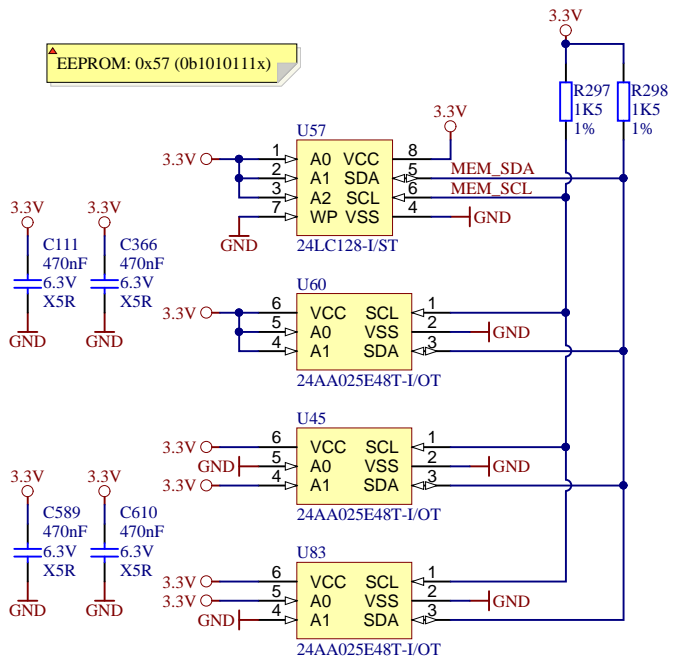 3.3V
EEPROM: 0x57 (0b1010111x)
R297
1K5
1%
R298
1K5
1%
U57
3.3V
3.3V
1 A0 VCC 8
2 A1 SDA 5 MEM_SDA
3 A2 SCL 6 MEM_SCL
7 WP VSS 4 GND
GND
24LC128-I/ST
3.3V
C111
470nF
6.3V
X5R
GND
3.3V
C366
470nF
6.3V
X5R
GND
U60
3.3V 6 VCC SCL 1
5 A0 VSS 2 GND
4 A1 SDA 3
24AA025E48T-I/OT
U45
3.3V 6 VCC SCL 1
GND 5 A0 VSS 2 GND
3.3V 4 A1 SDA 3
24AA025E48T-I/OT
3.3V
C589
470nF
6.3V
X5R
GND
3.3V
C610
470nF
6.3V
X5R
GND
U83
3.3V 6 VCC SCL 1
3.3V 5 A0 VSS 2 GND
GND 4 A1 SDA 3
24AA025E48T-I/OT